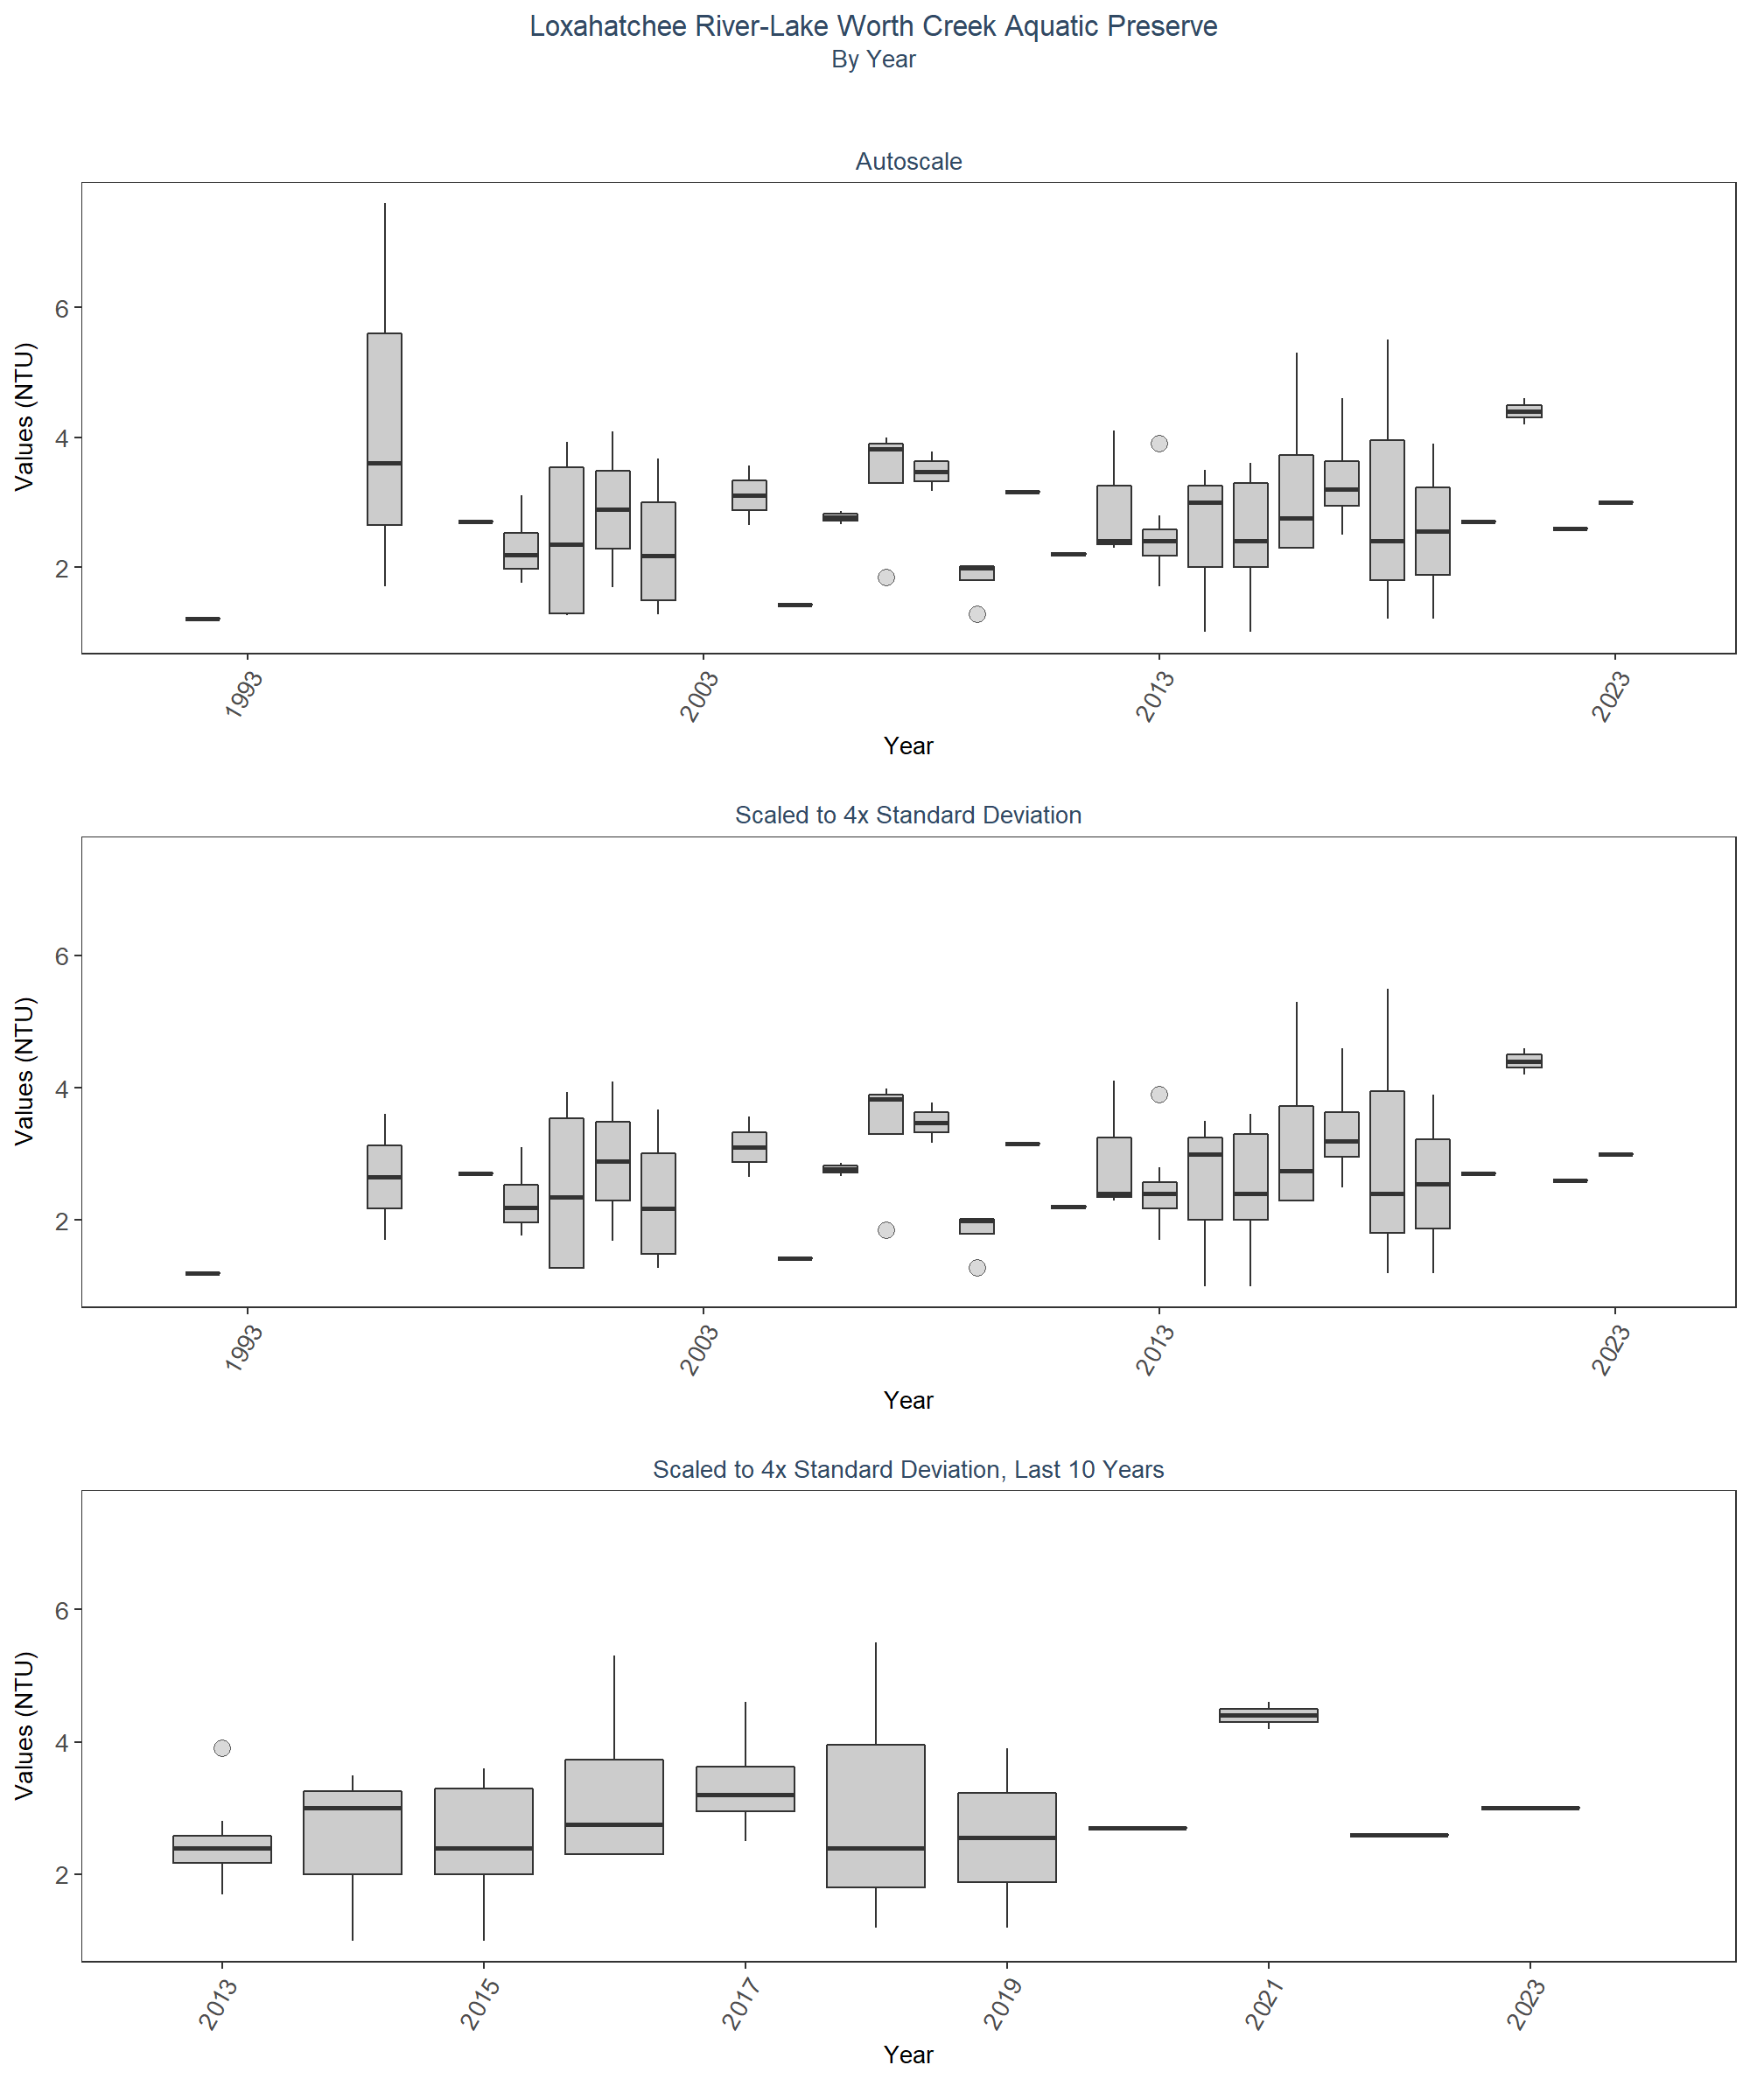 Loxahatchee River-Lake Worth Creek Aquatic Preserve
By Year
Autoscale
Values (NTU)
6
4
2
1993
2003
2013
2023
Year
Scaled to 4x Standard Deviation
Values (NTU)
6
4
2
1993
2003
2013
2023
Year
Scaled to 4x Standard Deviation, Last 10 Years
Values (NTU)
6
4
2
2013
2015
2017
2019
2021
2023
Year